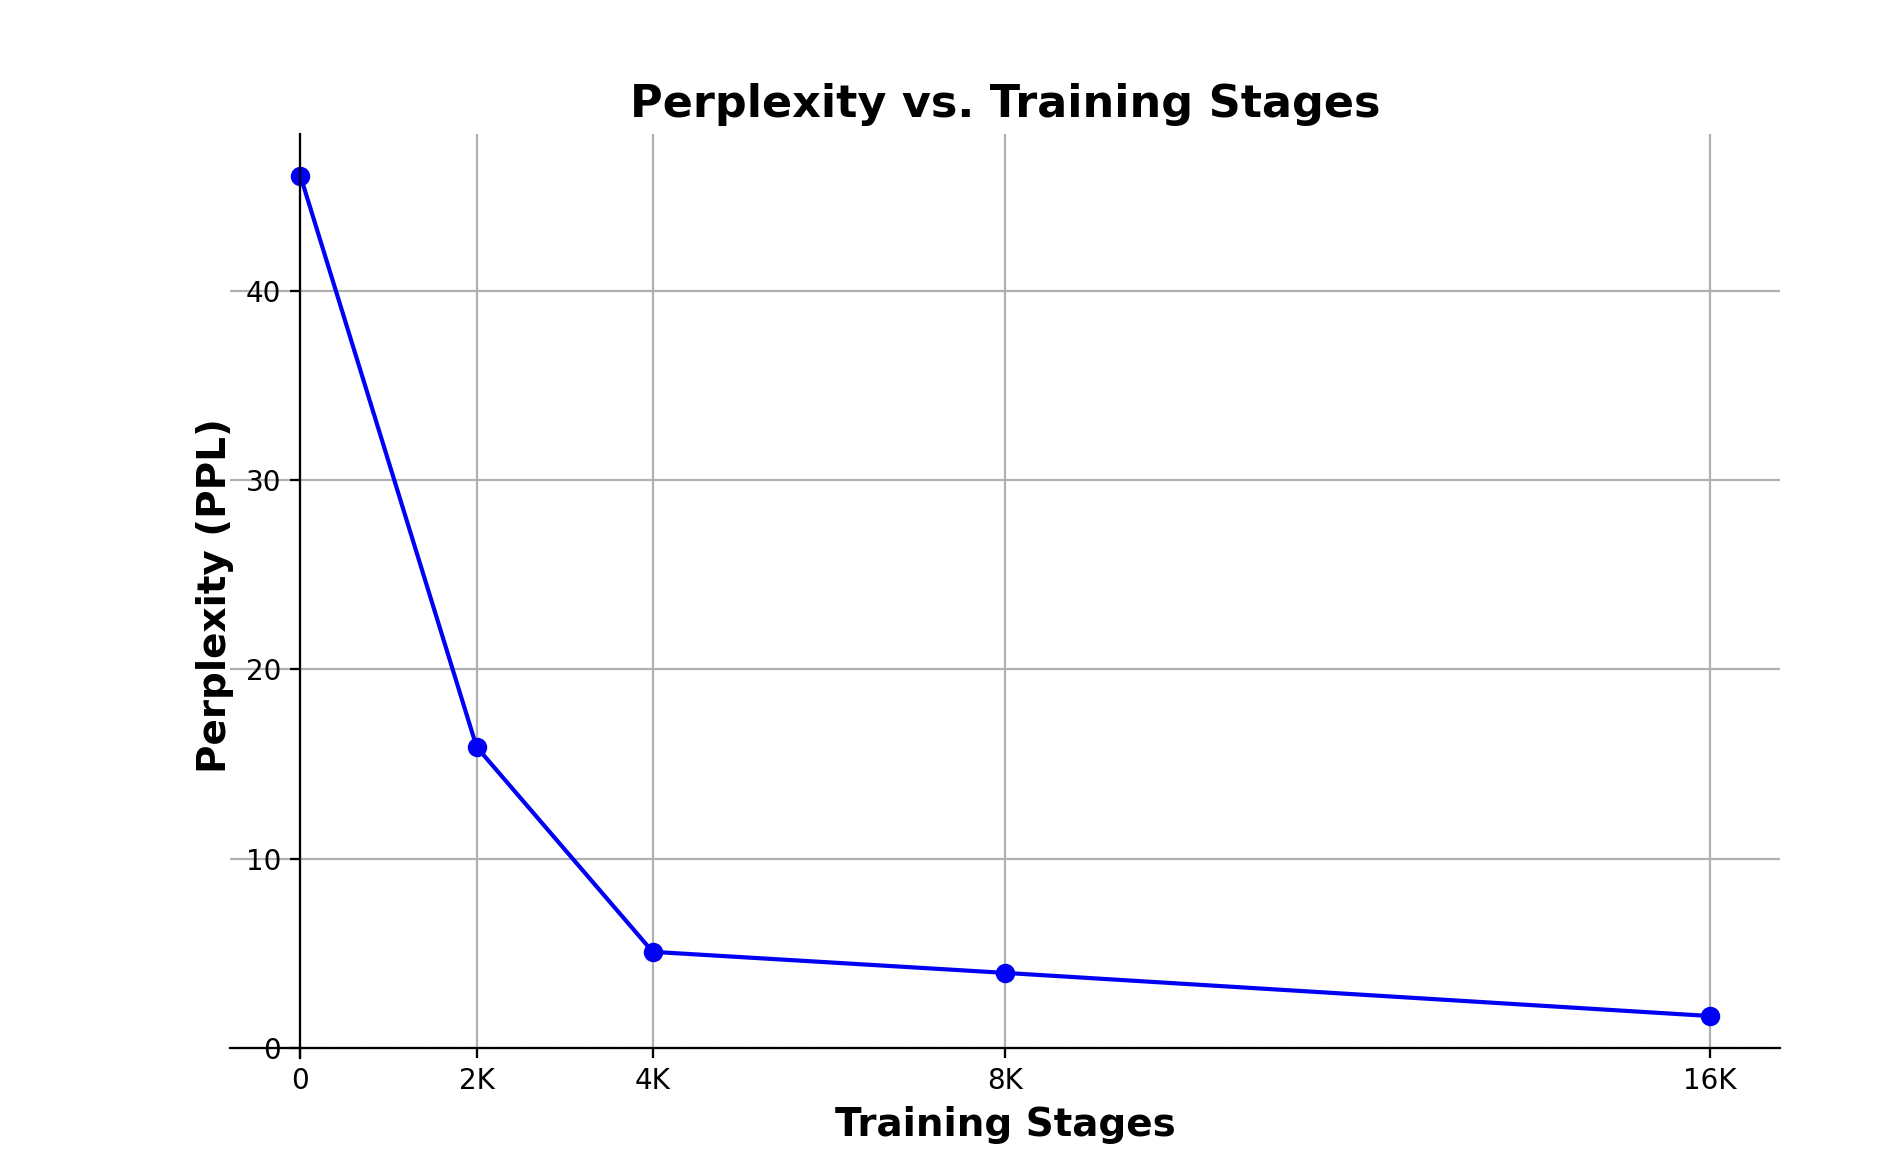 Perplexity vs. Training Stages
Perplexity (PPL)
40
30
20
10
0
0 2K 4K 8K 16K
Training Stages